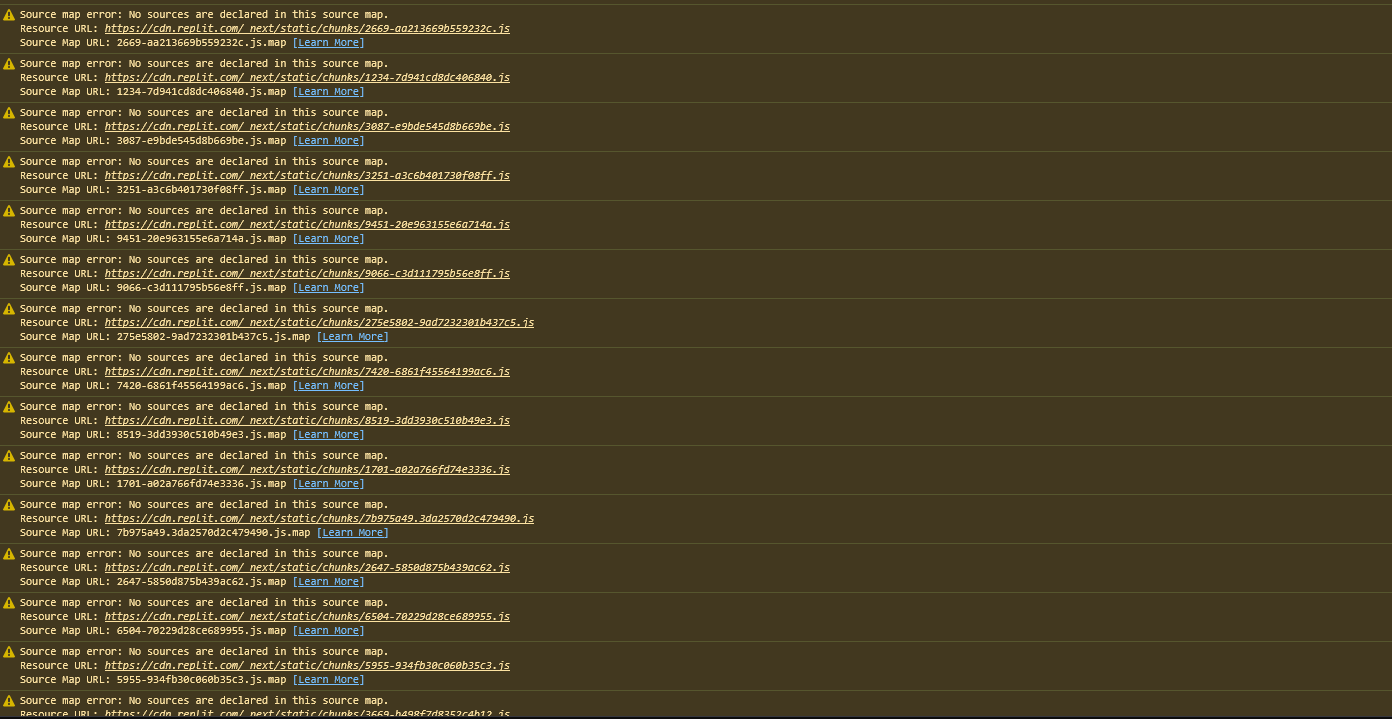 Source map error: No sources are declared in this source map.
Resource URL: https://cdn.replit.com/_next/static/chunks/2669-aa213669b559232c.js
Source Map URL: 2669-aa213669b559232c.js.map [Learn More]
Source map error: No sources are declared in this source map.
Resource URL: https://cdn.replit.com/_next/static/chunks/1234-7d941cd8dc406840.js
Source Map URL: 1234-7d941cd8dc406840.js.map [Learn More]
Source map error: No sources are declared in this source map.
Resource URL: https://cdn.replit.com/_next/static/chunks/3087-e9bde545d8b669be.js
Source Map URL: 3087-e9bde545d8b669be.js.map [Learn More]
Source map error: No sources are declared in this source map.
Resource URL: https://cdn.replit.com/_next/static/chunks/3251-a3c6b401730f08ff.js
Source Map URL: 3251-a3c6b401730f08ff.js.map [Learn More]
Source map error: No sources are declared in this source map.
Resource URL: https://cdn.replit.com/_next/static/chunks/9451-20e963155e6a714a.js
Source Map URL: 9451-20e963155e6a714a.js.map [Learn More]
Source map error: No sources are declared in this source map.
Resource URL: https://cdn.replit.com/_next/static/chunks/9066-c3d111795b56e8ff.js
Source Map URL: 9066-c3d111795b56e8ff.js.map [Learn More]
Source map error: No sources are declared in this source map.
Resource URL: https://cdn.replit.com/_next/static/chunks/275e5802-9ad7232301b437c5.js
Source Map URL: 275e5802-9ad7232301b437c5.js.map [Learn More]
Source map error: No sources are declared in this source map.
Resource URL: https://cdn.replit.com/_next/static/chunks/7420-6861f45564199ac6.js
Source Map URL: 7420-6861f45564199ac6.js.map [Learn More]
Source map error: No sources are declared in this source map.
Resource URL: https://cdn.replit.com/_next/static/chunks/8519-3dd3930c510b49e3.js
Source Map URL: 8519-3dd3930c510b49e3.js.map [Learn More]
Source map error: No sources are declared in this source map.
Resource URL: https://cdn.replit.com/_next/static/chunks/1701-a02a766fd74e3336.js
Source Map URL: 1701-a02a766fd74e3336.js.map [Learn More]
Source map error: No sources are declared in this source map.
Resource URL: https://cdn.replit.com/_next/static/chunks/7b975a49.3da2570d2c479490.js
Source Map URL: 7b975a49.3da2570d2c479490.js.map [Learn More]
Source map error: No sources are declared in this source map.
Resource URL: https://cdn.replit.com/_next/static/chunks/2647-5850d875b439ac62.js
Source Map URL: 2647-5850d875b439ac62.js.map [Learn More]
Source map error: No sources are declared in this source map.
Resource URL: https://cdn.replit.com/_next/static/chunks/6504-70229d28ce689955.js
Source Map URL: 6504-70229d28ce689955.js.map [Learn More]
Source map error: No sources are declared in this source map.
Resource URL: https://cdn.replit.com/_next/static/chunks/5955-934fb30c060b35c3.js
Source Map URL: 5955-934fb30c060b35c3.js.map [Learn More]
Source map error: No sources are declared in this source map.
Resource URL: